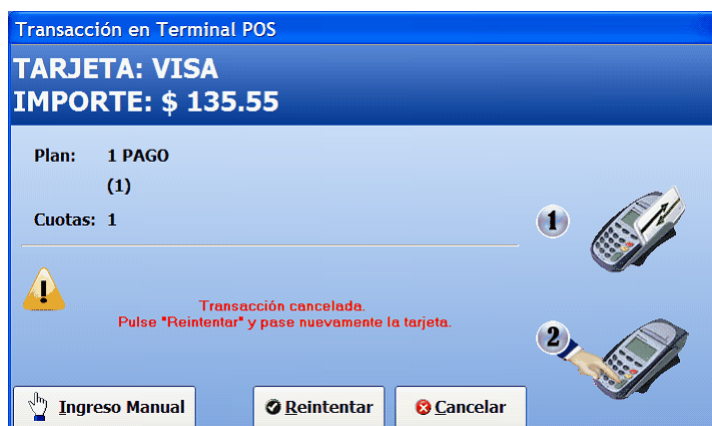 Transacción en Terminal POS
TARJETA: VISA
IMPORTE: $ 135.55
Plan: 1 PAGO
(1)
Cuotas: 1
1
Transacción cancelada.
Pulse "Reintentar" y pase nuevamente la tarjeta.
2
Ingreso Manual
Reintentar
Cancelar